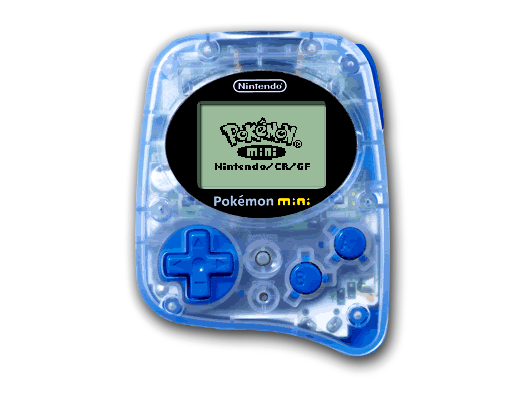 Nintendo
Pokémon
mini
Nintendo/CR/GF
Pokémon mini
B
A